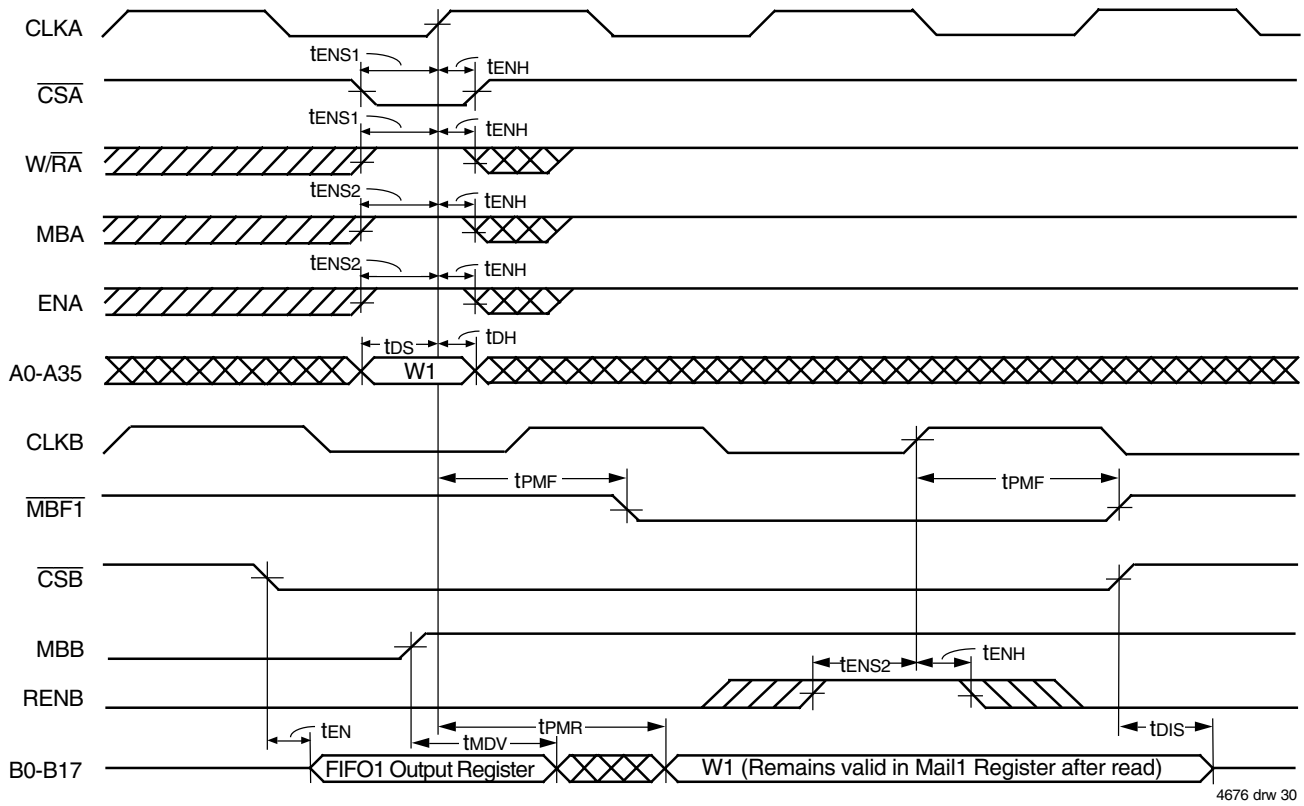 CLKA
tENS1
tENH
CSA
tENS1
tENH
W/RA
tENS2
tENH
MBA
tENS2
tENH
ENA
tDS
tDH
A0-A35
W1
CLKB
tPMF
tPMF
MBF1
CSB
MBB
tENS2
tENH
RENB
tEN
tPMR
tMDV
tDIS
B0-B17
FIFO1 Output Register
W1 (Remains valid in Mail1 Register after read)
4676 drw 30